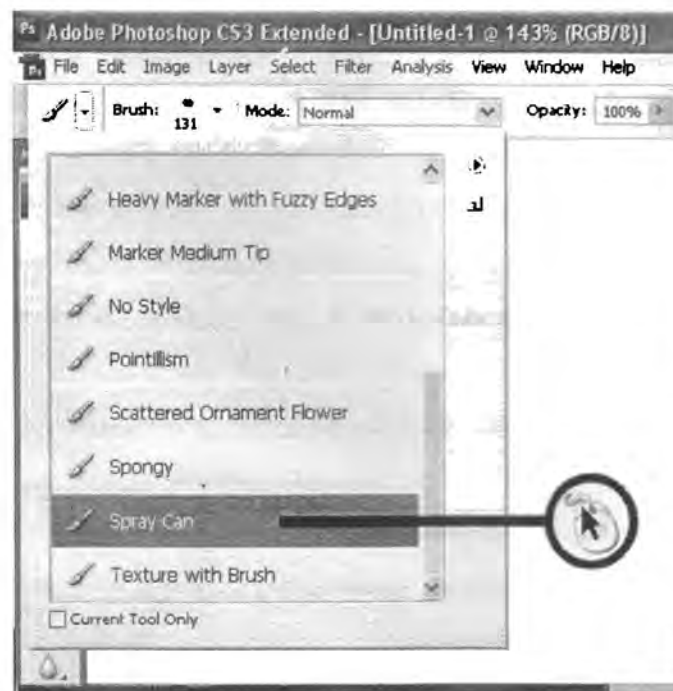 Ps Adobe Photoshop CS3 Extended - [Untitled-1 @ 143% (RGB/8)]
Ps File Edit Image Layer Select Filter Analysis View Window Help
Brush: 131 Mode: Normal Opacity: 100%
Heavy Marker with Fuzzy Edges
Marker Medium Tip
No Style
Pointillism
Scattered Ornament Flower
Spongy
Spray Can
Texture with Brush
Current Tool Only